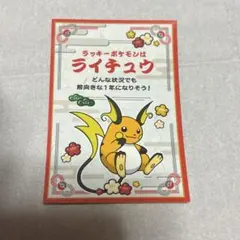 ラッキーポケモンは
ライチュウ
どんな状況でも
前向きな1年になりそう！